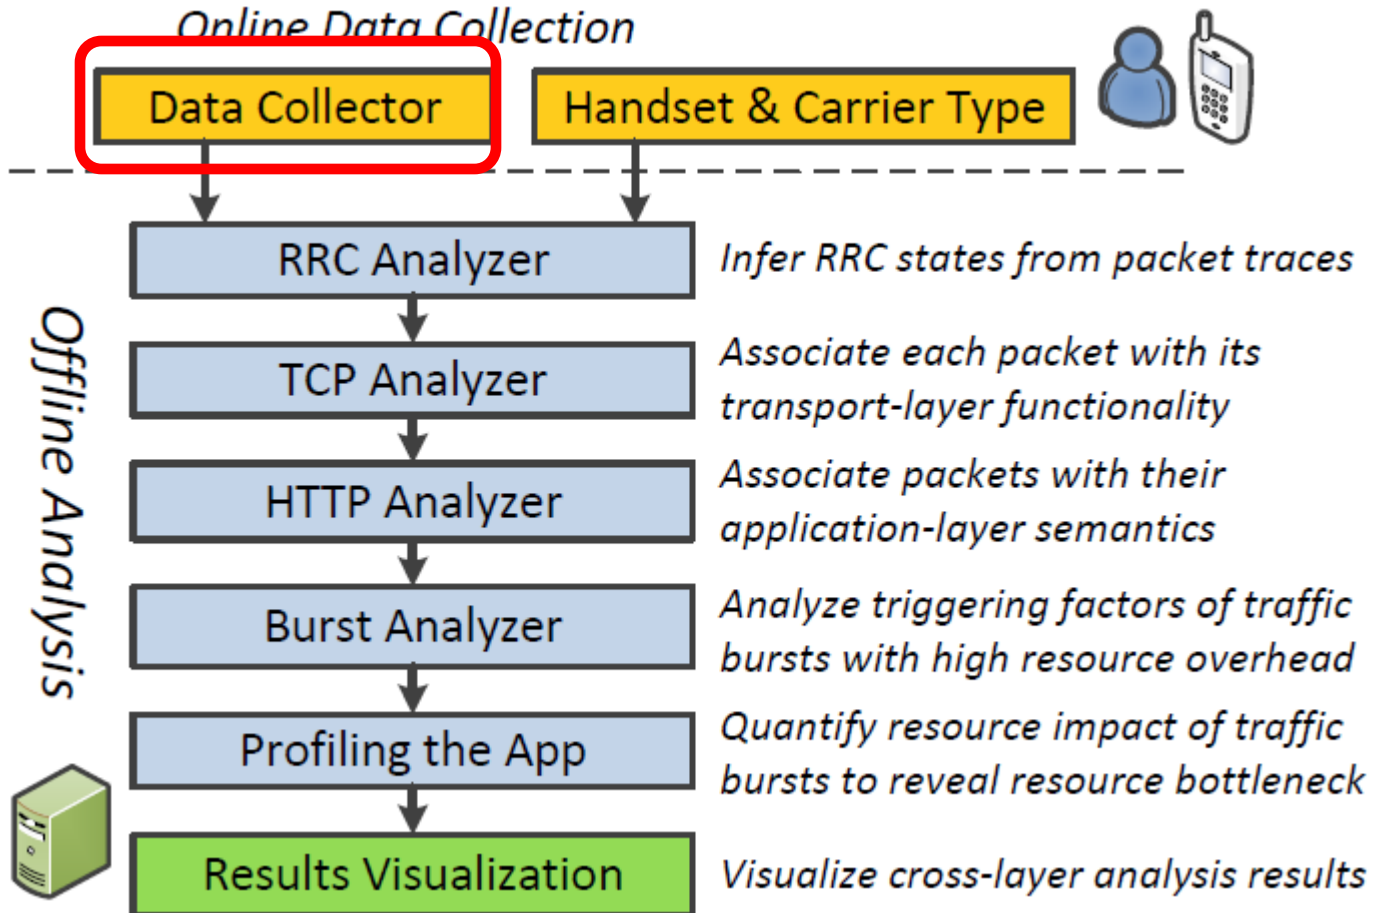 Online Data Collection
Data Collector
Handset & Carrier Type
RRC Analyzer
Infer RRC states from packet traces
TCP Analyzer
Associate each packet with its
transport-layer functionality
HTTP Analyzer
Associate packets with their
application-layer semantics
Burst Analyzer
Analyze triggering factors of traffic
bursts with high resource overhead
Profiling the App
Quantify resource impact of traffic
bursts to reveal resource bottleneck
Results Visualization
Visualize cross-layer analysis results
Offline Analysis